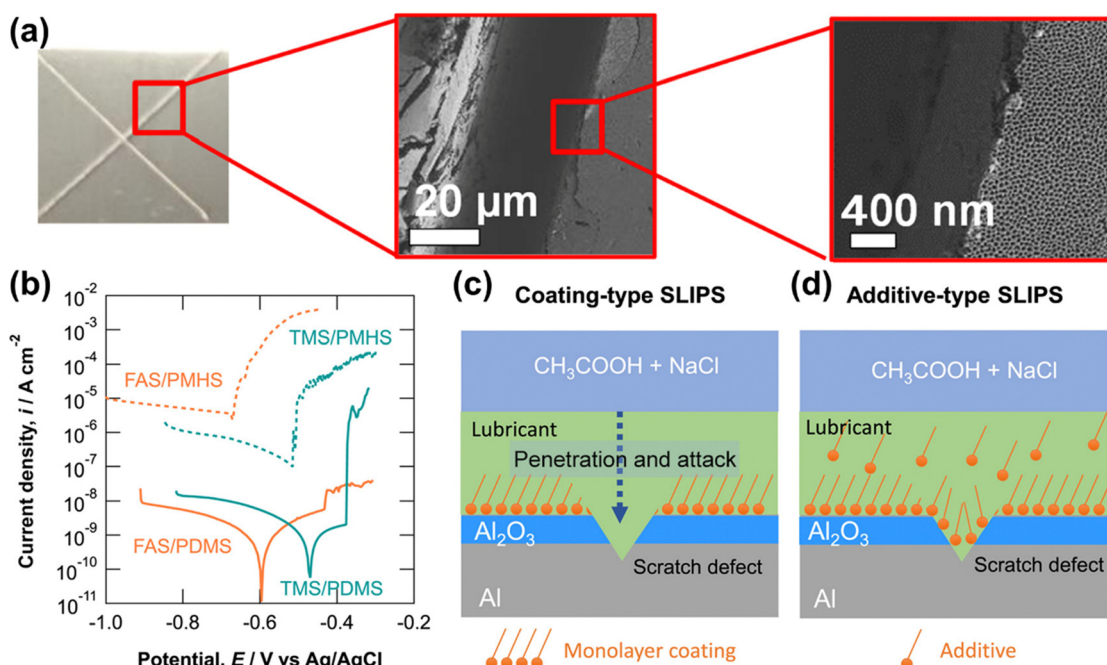 (a)
20 µm
400 nm
(b)
10-2
10-3
10-4
10-5
10-6
10-7
10-8
10-9
10-10
10-11
Current density, i / A cm-2
TMS/PMHS
FAS/PMHS
FAS/PDMS
TMS/PDMS
-1.0 -0.8 -0.6 -0.4 -0.2
Potential, E / V vs Ag/AgCl
(c) Coating-type SLIPS
CH₃COOH + NaCl
Lubricant
Penetration and attack
Al₂O₃
Scratch defect
Al
Monolayer coating
(d) Additive-type SLIPS
CH₃COOH + NaCl
Lubricant
Al₂O₃
Scratch defect
Al
Additive